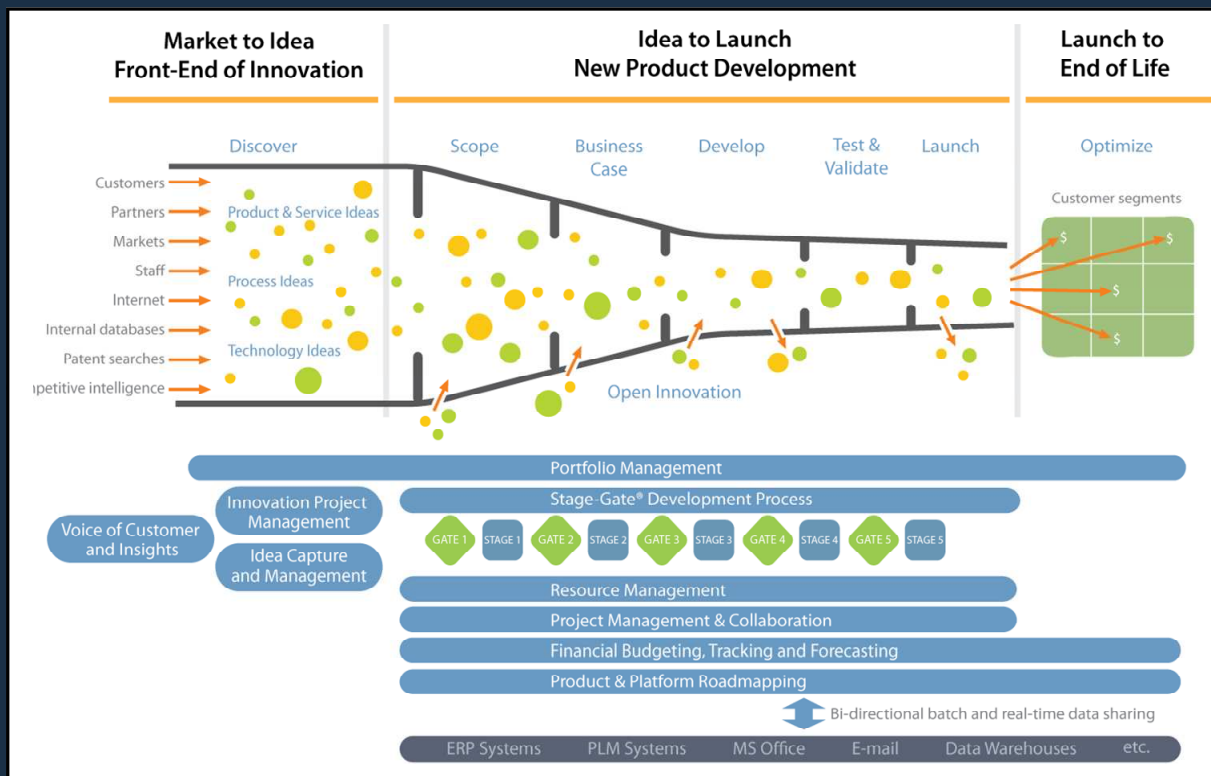 Market to Idea
Front-End of Innovation
Idea to Launch
New Product Development
Launch to
End of Life
Discover
Scope
Business
Case
Develop
Test &
Validate
Launch
Optimize
Customers
Partners
Markets
Staff
Internet
Internal databases
Patent searches
petitive intelligence
Product & Service Ideas
Process Ideas
Technology Ideas
Open Innovation
Customer segments
$
$
$
$
Portfolio Management
Innovation Project
Management
Voice of Customer
and Insights
Idea Capture
and Management
Stage-Gate® Development Process
GATE 1 STAGE 1 GATE 2 STAGE 2 GATE 3 STAGE 3 GATE 4 STAGE 4 GATE 5 STAGE 5
Resource Management
Project Management & Collaboration
Financial Budgeting, Tracking and Forecasting
Product & Platform Roadmapping
Bi-directional batch and real-time data sharing
ERP Systems PLM Systems MS Office E-mail Data Warehouses etc.